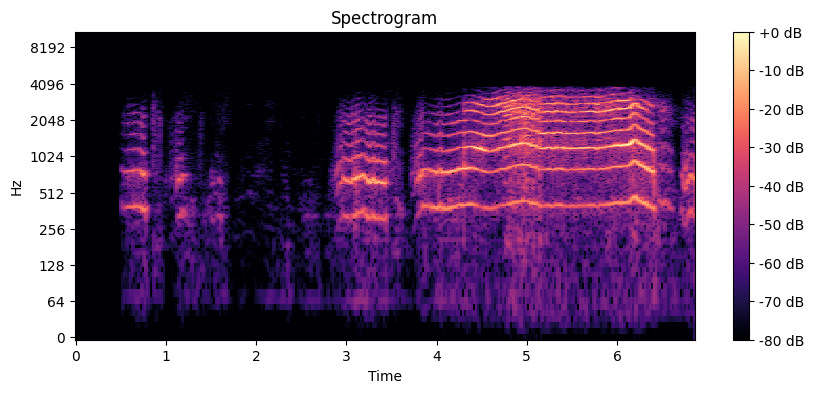 Spectrogram
8192
4096
2048
1024
512
256
128
64
0
Hz
0 1 2 3 4 5 6
Time
+0 dB
-10 dB
-20 dB
-30 dB
-40 dB
-50 dB
-60 dB
-70 dB
-80 dB